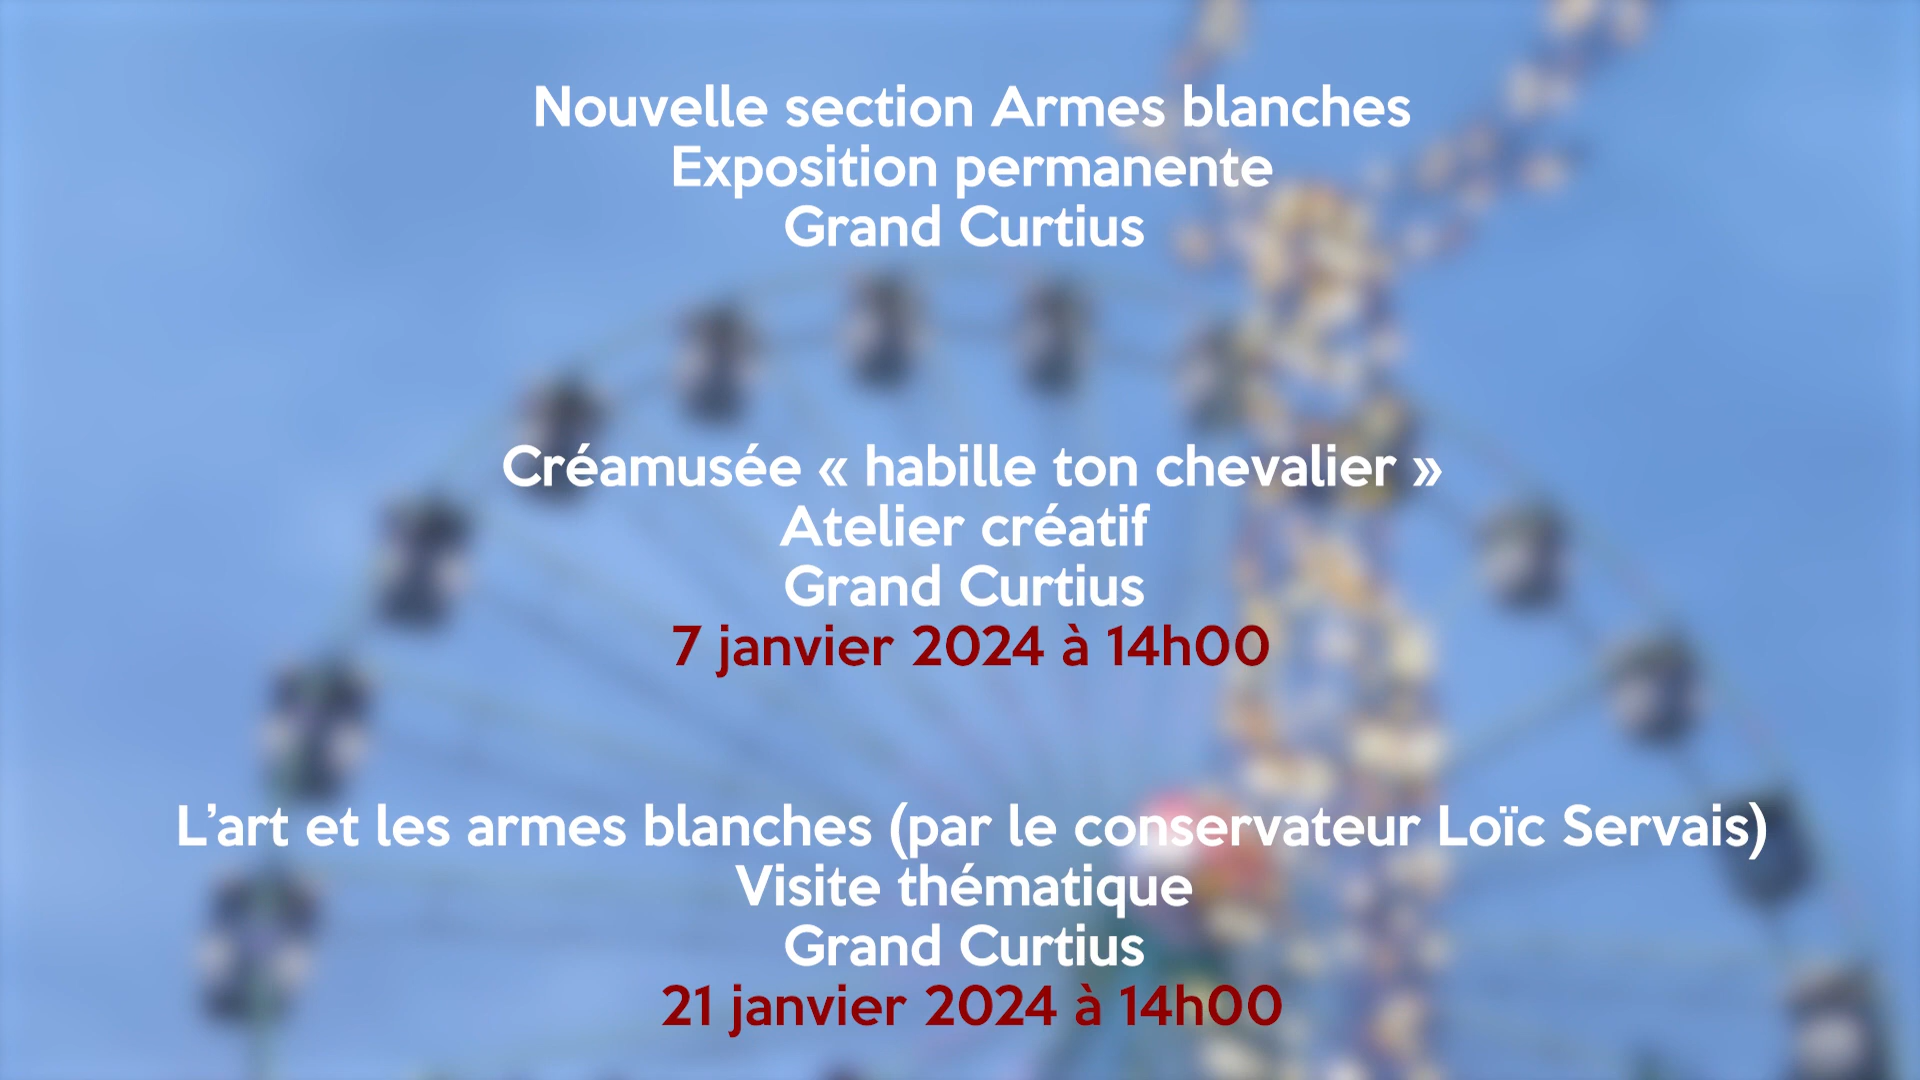 Nouvelle section Armes blanches
Exposition permanente
Grand Curtius
Créamusée « habille ton chevalier »
Atelier créatif
Grand Curtius
7 janvier 2024 à 14h00
L’art et les armes blanches (par le conservateur Loïc Servais)
Visite thématique
Grand Curtius
21 janvier 2024 à 14h00